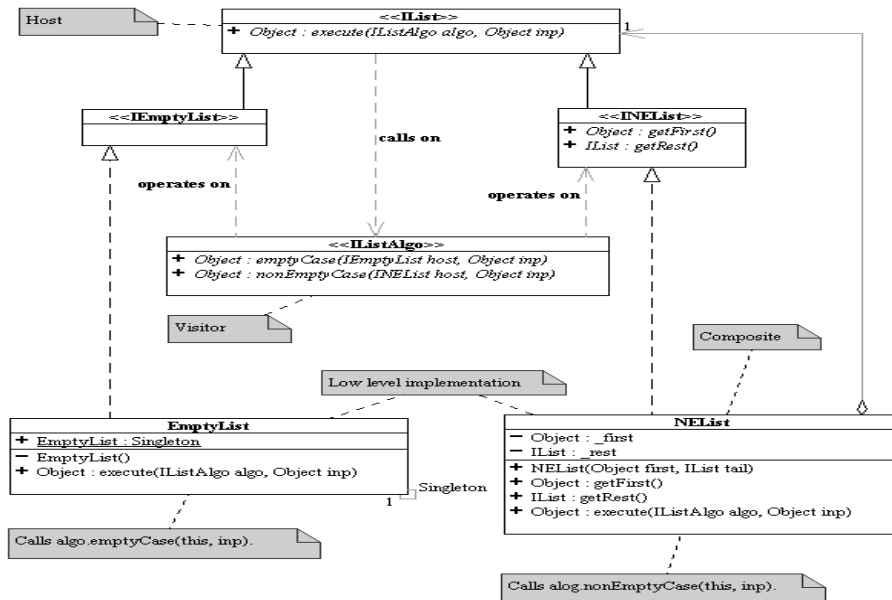 <<IList>>
Host
+ Object : execute(IListAlgo algo, Object inp)
1
<<IEmptyList>>
<<INEList>>
+ Object : getFirst()
+ IList : getRest()
calls on
operates on
operates on
<<IListAlgo>>
+ Object : emptyCase(IEmptyList host, Object inp)
+ Object : nonEmptyCase(INEList host, Object inp)
Visitor
Composite
Low level implementation
EmptyList
+ EmptyList : Singleton
− EmptyList()
+ Object : execute(IListAlgo algo, Object inp)
Singleton
1
NEList
− Object : _first
− IList : _rest
+ NEList(Object first, IList tail)
+ Object : getFirst()
+ IList : getRest()
+ Object : execute(IListAlgo algo, Object inp)
Calls algo.emptyCase(this, inp).
Calls alog.nonEmptyCase(this, inp).